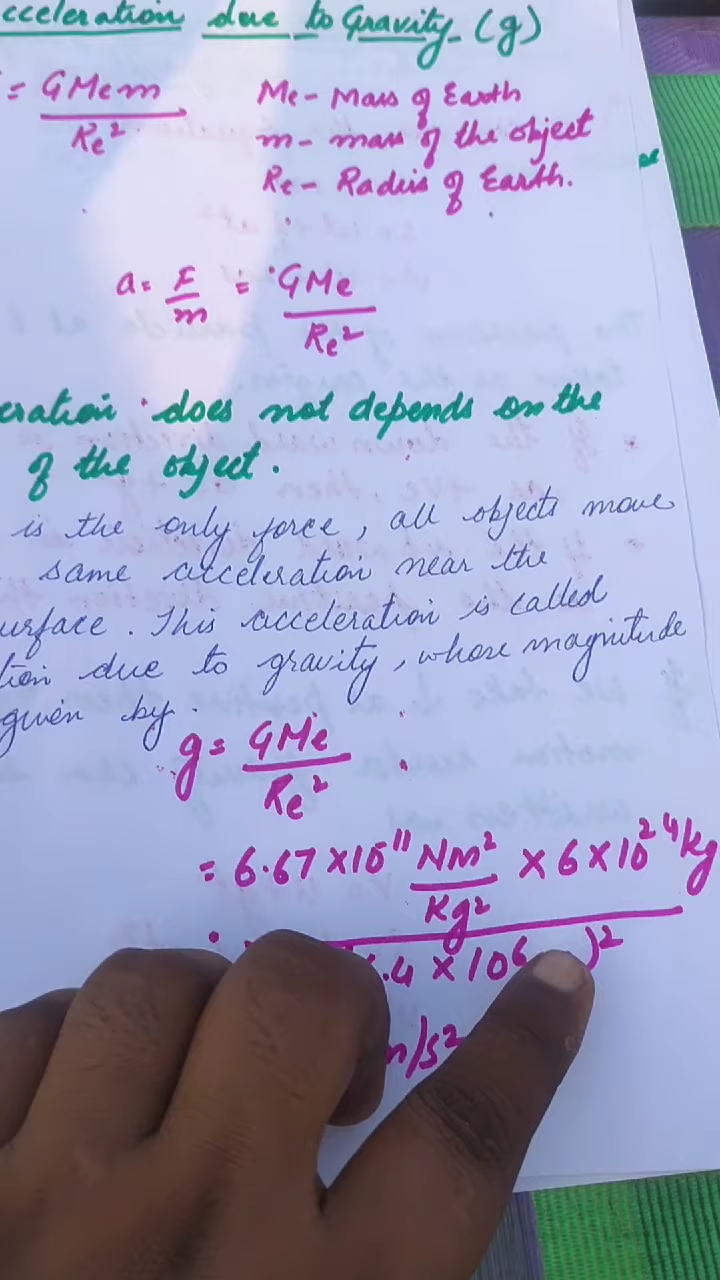 cceleration due to Gravity (g)
= GMem / Re²
Me - Mass of Earth
m - mass of the object
Re - Radius of Earth.
a = F/m = GMe / Re²
eration does not depends on the
of the object.
is the only force, all objects move
same acceleration near the
urface. This acceleration is called
tion due to gravity, whose magnitude
given by.
g = GMe / Re²
= 6.67 × 10¯¹¹ Nm²/Kg² × 6 × 10²⁴ kg
.4 × 10⁶ )²
m/s²